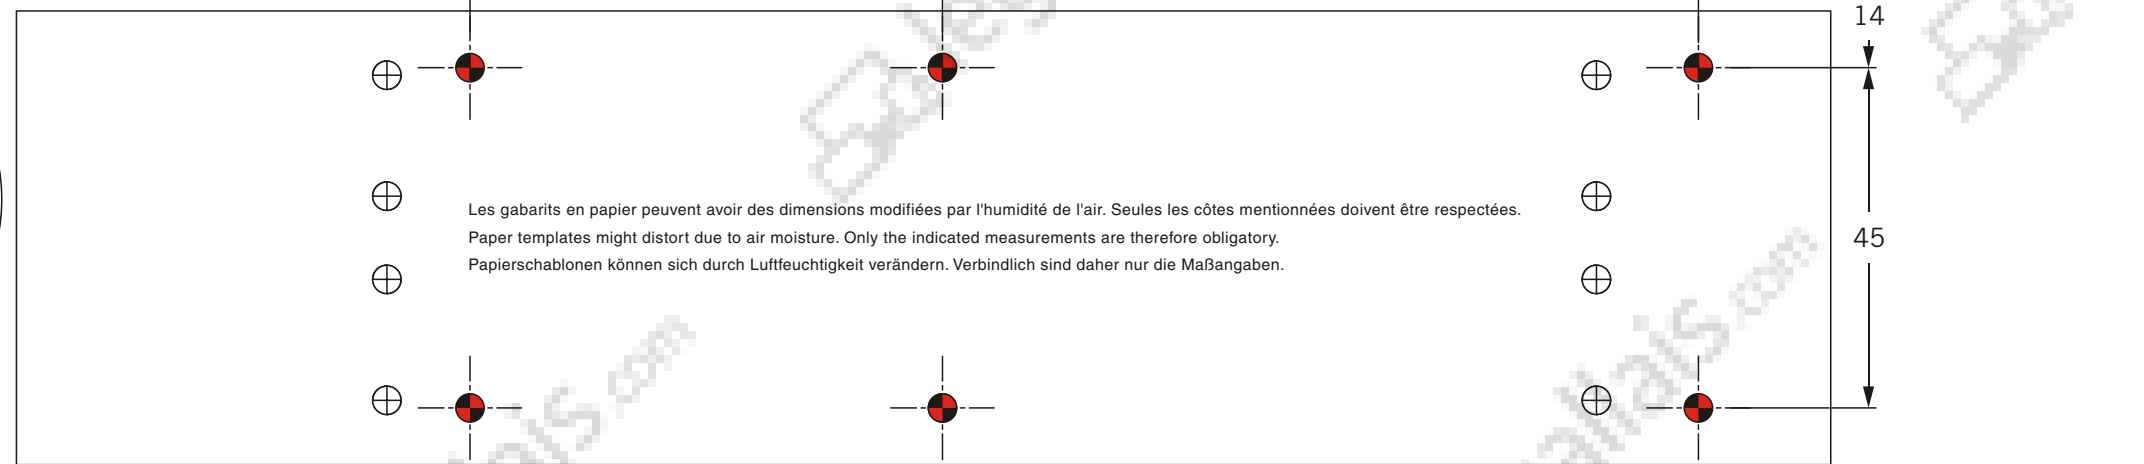 14
Les gabarits en papier peuvent avoir des dimensions modifiées par l'humidité de l'air. Seules les côtes mentionnées doivent être respectées.
Paper templates might distort due to air moisture. Only the indicated measurements are therefore obligatory.
45
Papierschablonen können sich durch Luftfeuchtigkeit verändern. Verbindlich sind daher nur die Maßangaben.